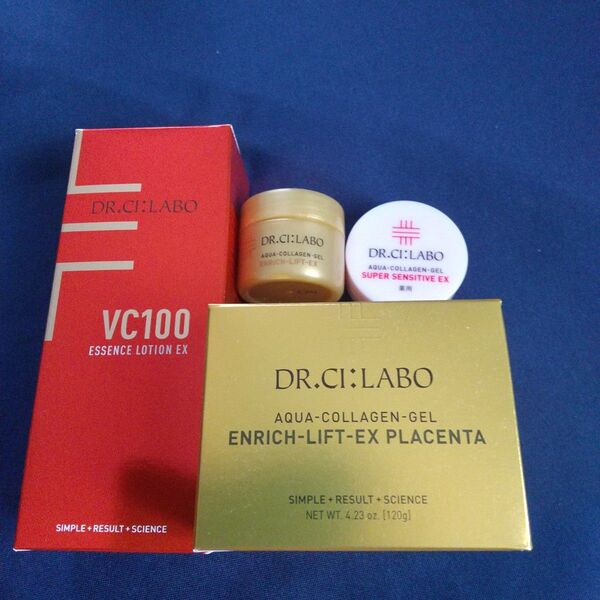 DR.CI:LABO
VC100
ESSENCE LOTION EX
SIMPLE + RESULT + SCIENCE
DR.CI:LABO
AQUA-COLLAGEN-GEL
ENRICH-LIFT-EX
DR.CI:LABO
AQUA-COLLAGEN-GEL
SUPER SENSITIVE EX
薬用
DR.CI:LABO
AQUA-COLLAGEN-GEL
ENRICH-LIFT-EX PLACENTA
SIMPLE + RESULT + SCIENCE
NET WT. 4.23 oz. [120g]